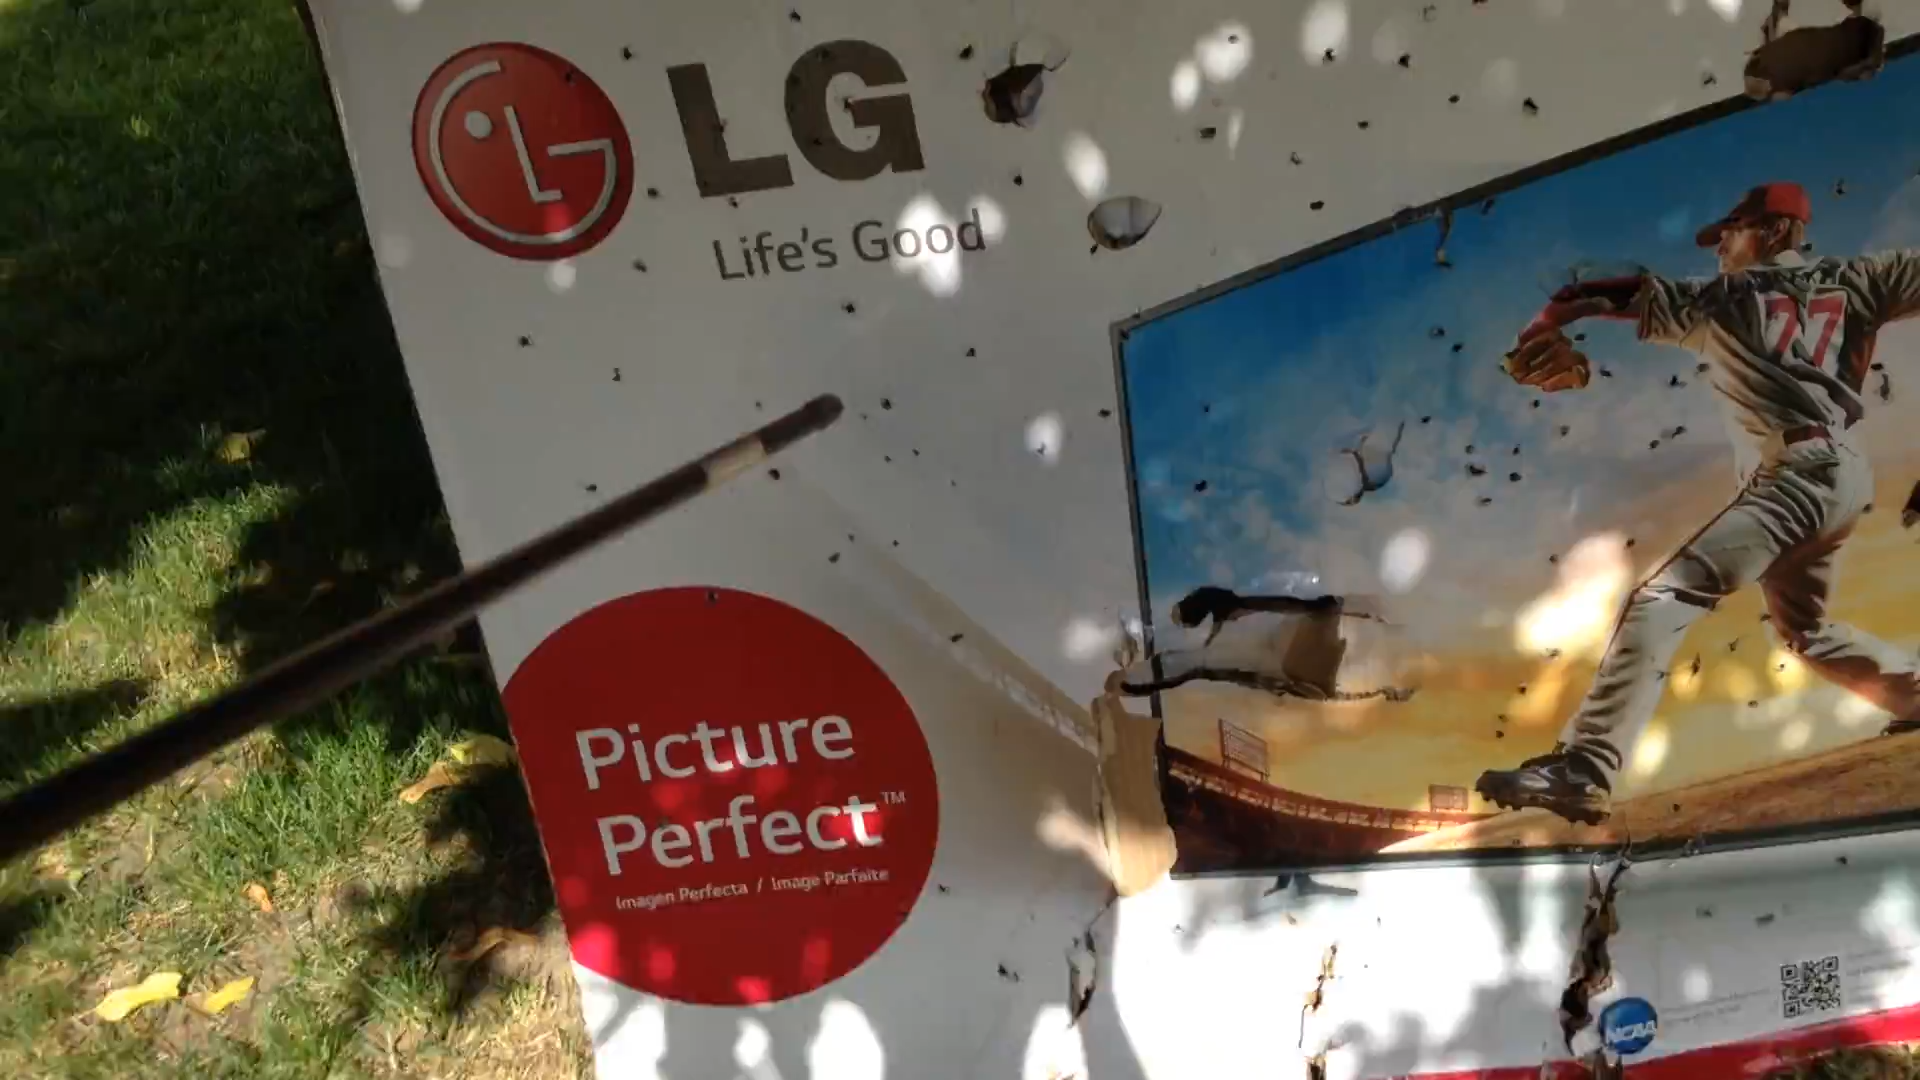 LG
Life's Good
77
Picture
Perfect™
Imagen Perfecta / Image Parfaite
NCAA